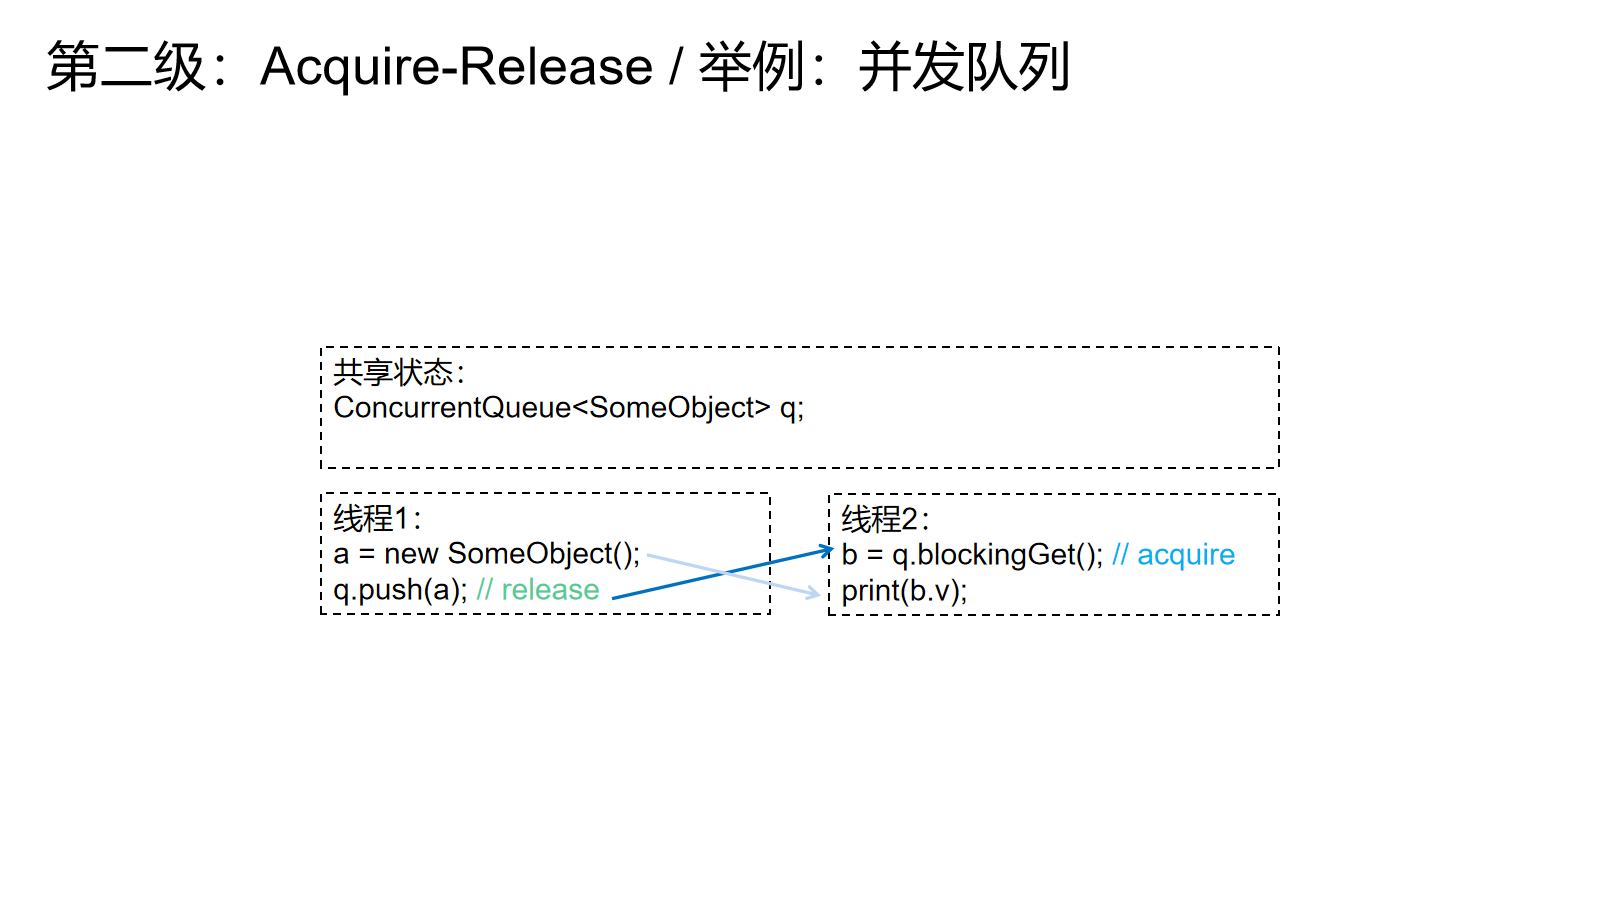 第二级：Acquire-Release / 举例：并发队列
共享状态：
ConcurrentQueue<SomeObject> q;
线程1：
a = new SomeObject();
q.push(a); // release
线程2：
b = q.blockingGet(); // acquire
print(b.v);